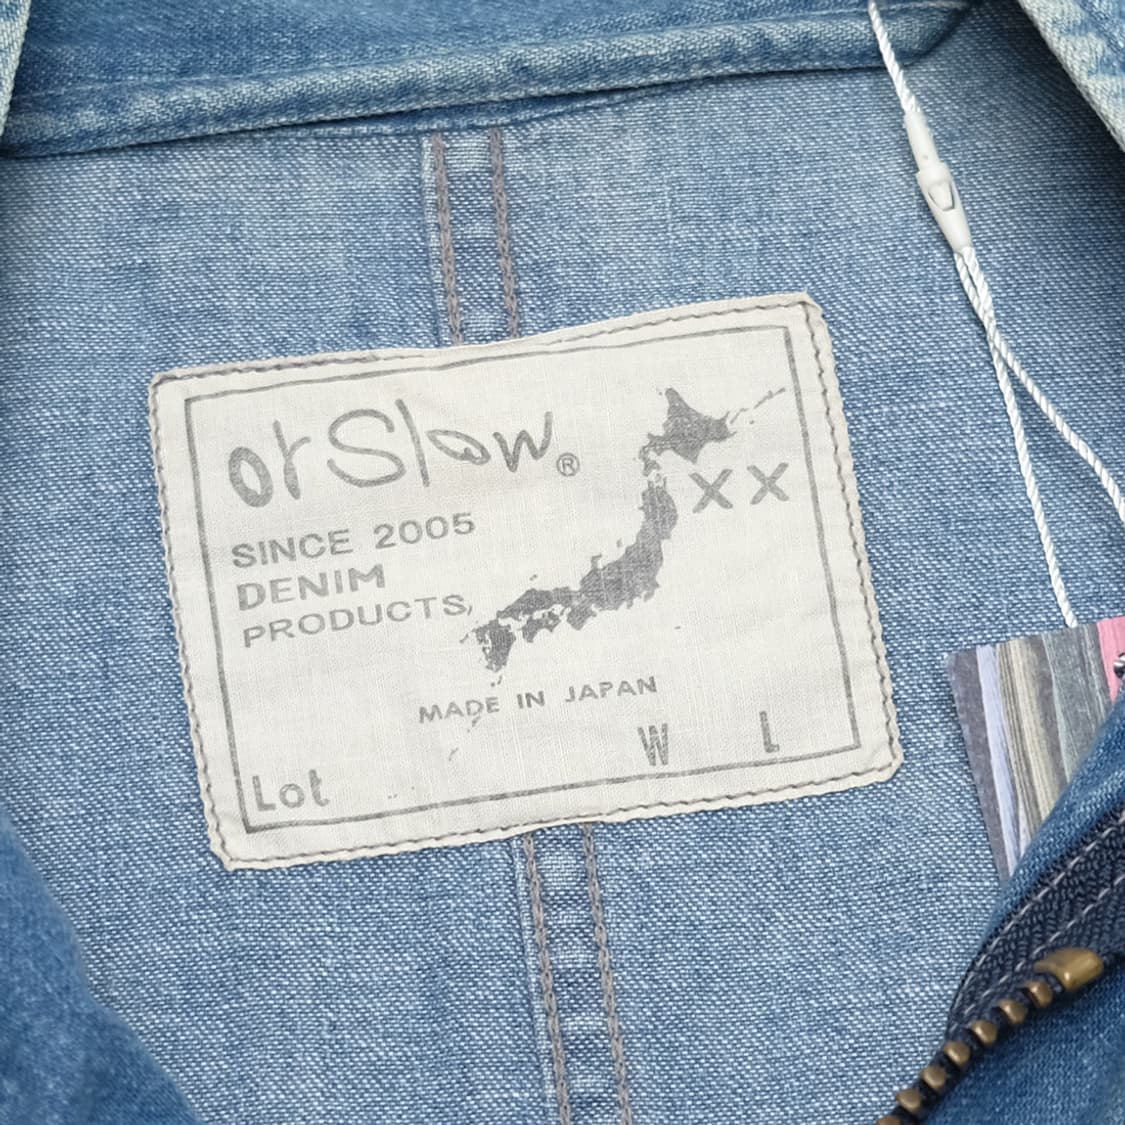 orSlow®
XX
SINCE 2005
DENIM
PRODUCTS,
MADE IN JAPAN
W L
Lot